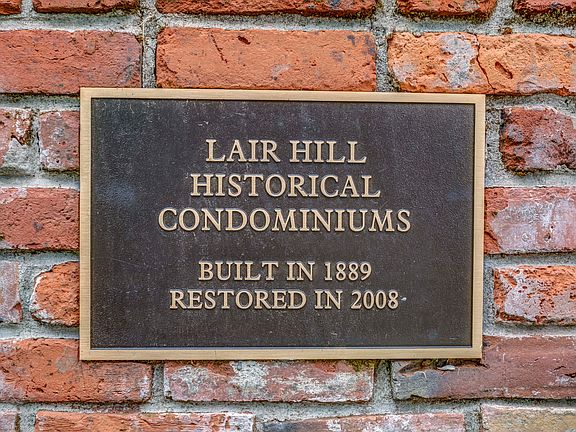 LAIR HILL
HISTORICAL
CONDOMINIUMS
BUILT IN 1889
RESTORED IN 2008